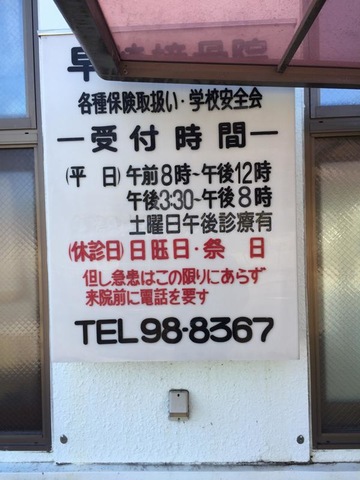 各種保険取扱い・学校安全会
受付時間
(平 日) 午前8時~午後12時
午後3:30~午後8時
土曜日午後診療有
(休診日) 日曜日・祭 日
但し急患はこの限りにあらず
来院前に電話を要す
TEL 98-8367